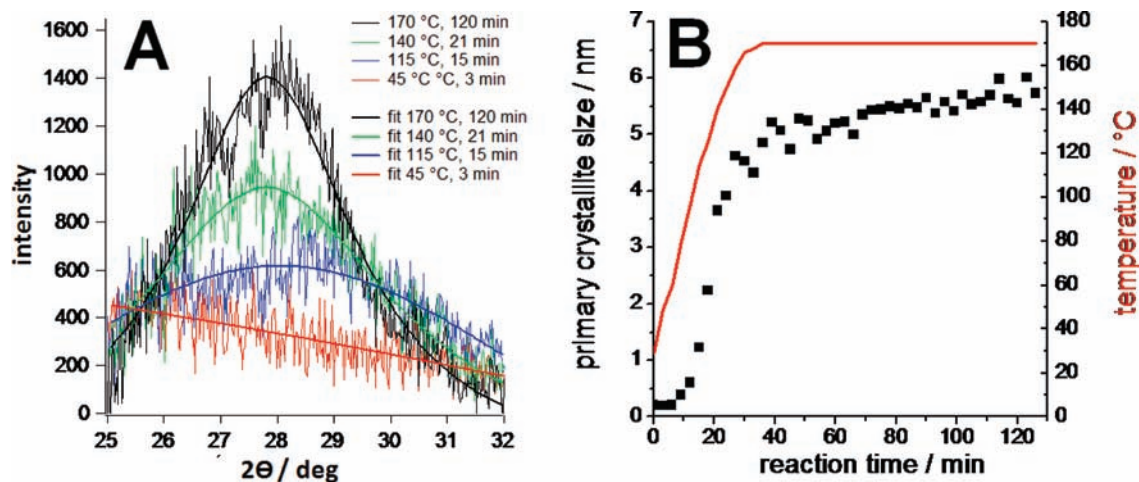 A
1600
1400
1200
1000
800
600
400
200
0
25
26
27
28
29
30
31
32
intensity
2Θ / deg
170 °C, 120 min
140 °C, 21 min
115 °C, 15 min
45 °C °C, 3 min
fit 170 °C, 120 min
fit 140 °C, 21 min
fit 115 °C, 15 min
fit 45 °C, 3 min
B
7
6
5
4
3
2
1
0
primary crystallite size / nm
0
20
40
60
80
100
120
reaction time / min
180
160
140
120
100
80
60
40
20
0
temperature / °C